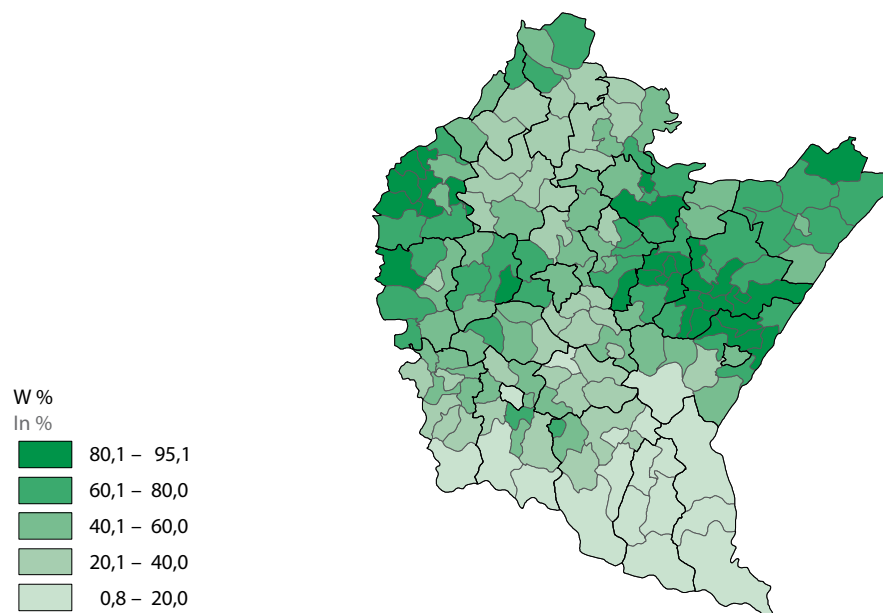 W %
In %
80,1 – 95,1
60,1 – 80,0
40,1 – 60,0
20,1 – 40,0
0,8 – 20,0